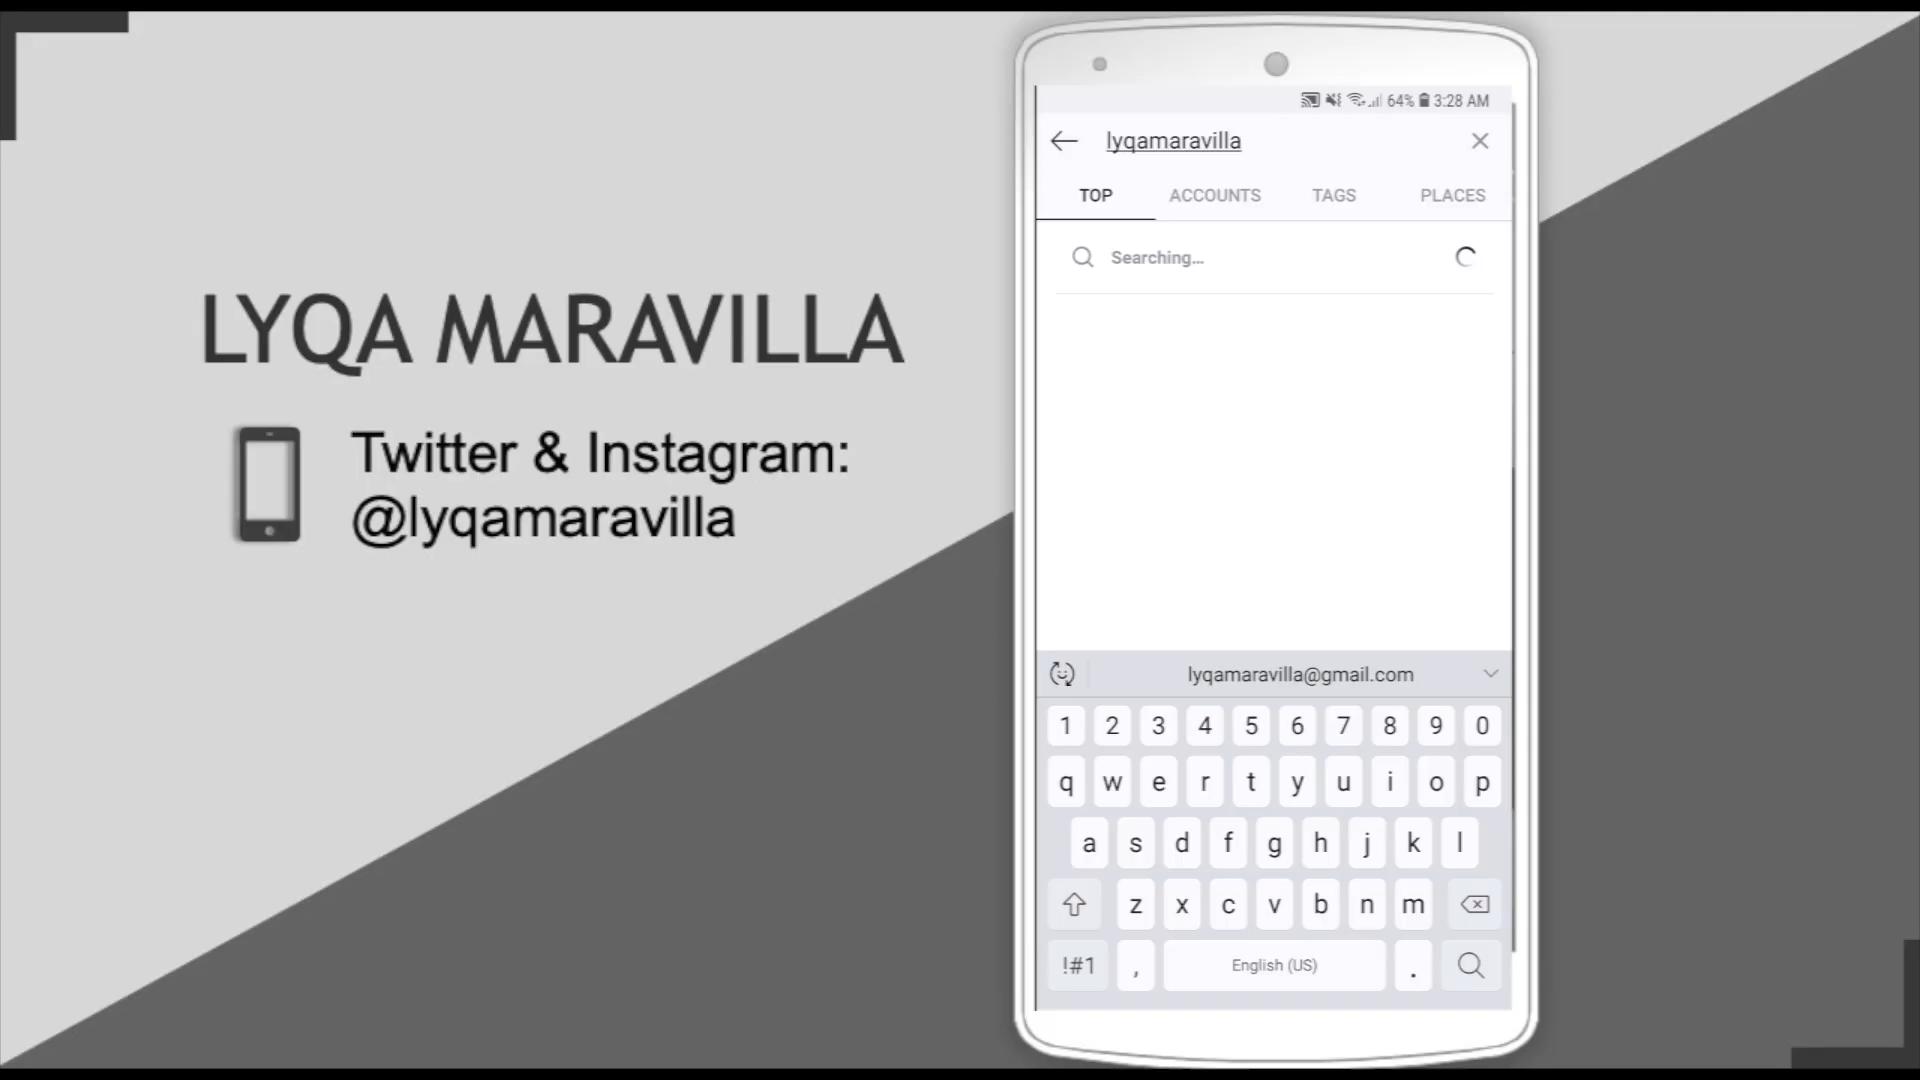 LYQA MARAVILLA
Twitter & Instagram:
@lyqamaravilla
64% 3:28 AM
lyqamaravilla
TOP ACCOUNTS TAGS PLACES
Searching...
lyqamaravilla@gmail.com
1 2 3 4 5 6 7 8 9 0
q w e r t y u i o p
a s d f g h j k l
z x c v b n m
!#1 , English (US) .